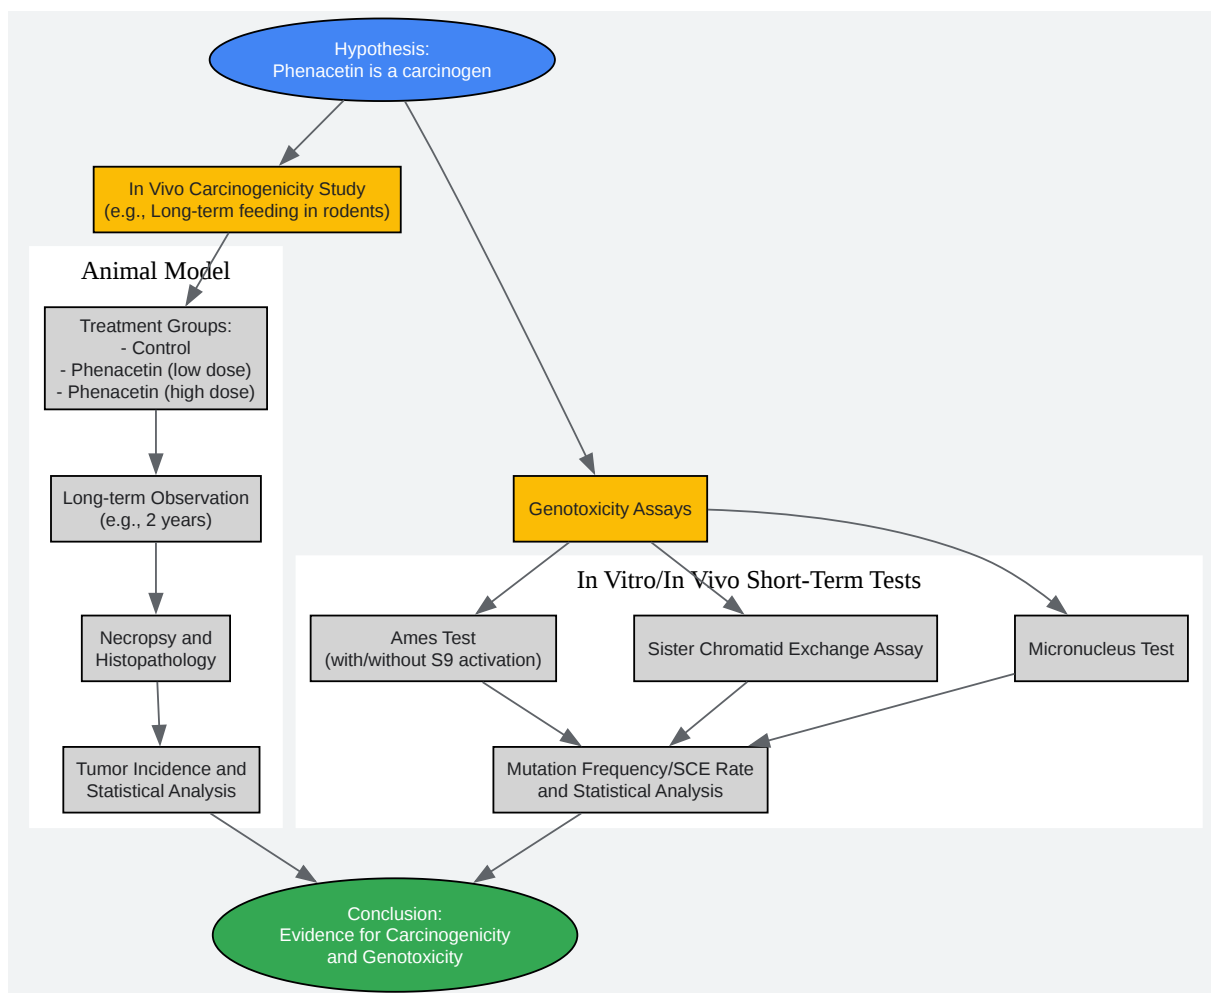 Hypothesis:
Phenacetin is a carcinogen
In Vivo Carcinogenicity Study
(e.g., Long-term feeding in rodents)
Animal Model
Treatment Groups:
- Control
- Phenacetin (low dose)
- Phenacetin (high dose)
Long-term Observation
(e.g., 2 years)
Necropsy and
Histopathology
Tumor Incidence and
Statistical Analysis
Genotoxicity Assays
In Vitro/In Vivo Short-Term Tests
Ames Test
(with/without S9 activation)
Sister Chromatid Exchange Assay
Micronucleus Test
Mutation Frequency/SCE Rate
and Statistical Analysis
Conclusion:
Evidence for Carcinogenicity
and Genotoxicity